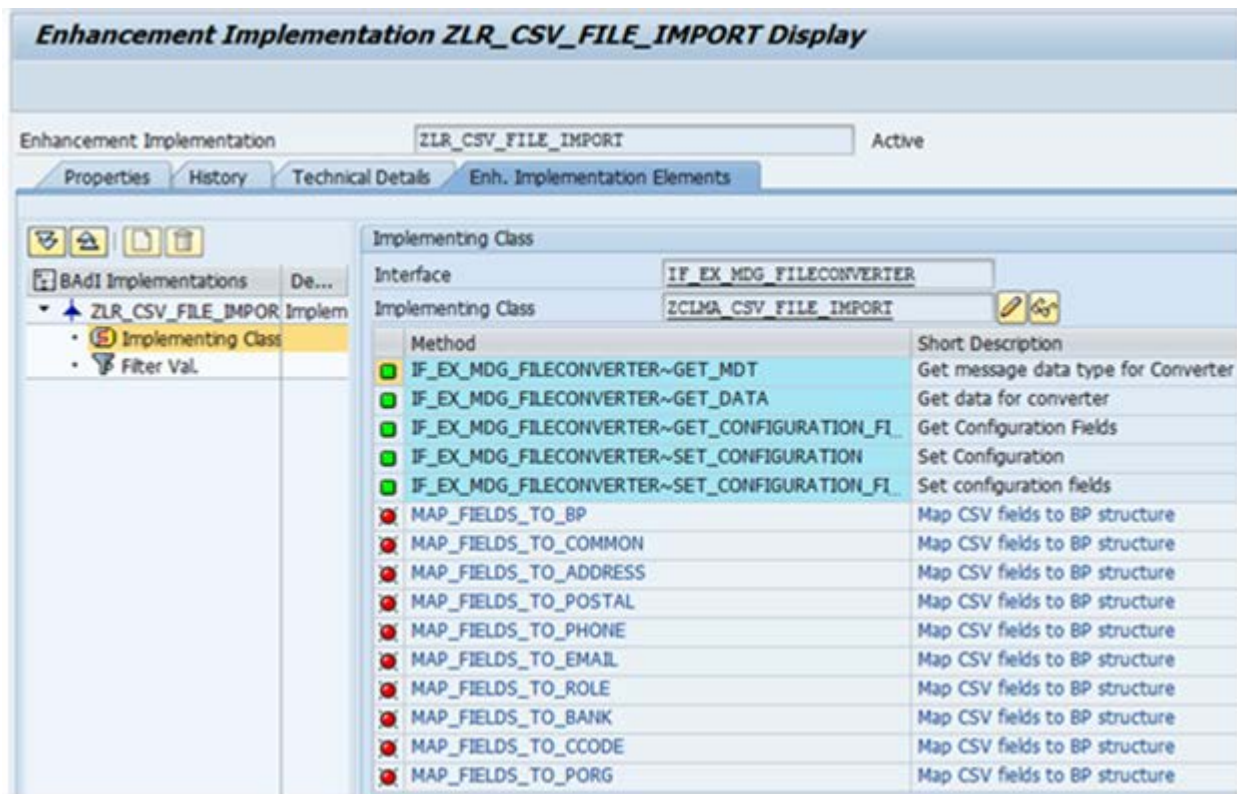 Enhancement Implementation ZLR_CSV_FILE_IMPORT Display
Enhancement Implementation ZLR_CSV_FILE_IMPORT Active
Properties History Technical Details Enh. Implementation Elements
Implementing Class
BAdI Implementations De...
ZLR_CSV_FILE_IMPOR Implem
Implementing Class
Filter Val.
Interface IF_EX_MDG_FILECONVERTER
Implementing Class ZCLMA_CSV_FILE_IMPORT
Method Short Description
IF_EX_MDG_FILECONVERTER~GET_MDT Get message data type for Converter
IF_EX_MDG_FILECONVERTER~GET_DATA Get data for converter
IF_EX_MDG_FILECONVERTER~GET_CONFIGURATION_FI_ Get Configuration Fields
IF_EX_MDG_FILECONVERTER~SET_CONFIGURATION Set Configuration
IF_EX_MDG_FILECONVERTER~SET_CONFIGURATION_FI_ Set configuration fields
MAP_FIELDS_TO_BP Map CSV fields to BP structure
MAP_FIELDS_TO_COMMON Map CSV fields to BP structure
MAP_FIELDS_TO_ADDRESS Map CSV fields to BP structure
MAP_FIELDS_TO_POSTAL Map CSV fields to BP structure
MAP_FIELDS_TO_PHONE Map CSV fields to BP structure
MAP_FIELDS_TO_EMAIL Map CSV fields to BP structure
MAP_FIELDS_TO_ROLE Map CSV fields to BP structure
MAP_FIELDS_TO_BANK Map CSV fields to BP structure
MAP_FIELDS_TO_CCODE Map CSV fields to BP structure
MAP_FIELDS_TO_PORG Map CSV fields to BP structure